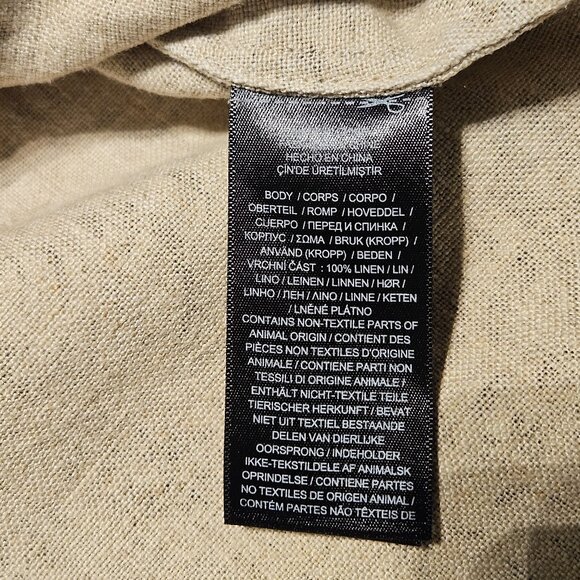 HECHO EN CHINA
ÇİN'DE ÜRETİLMİŞTİR
BODY / CORPS / CORPO /
OBERTEIL / ROMP / HOVEDDEL /
CUERPO / ПЕРЕД И СПИНКА /
КОРПУС / ΣΩΜΑ / BRUK (KROPP) /
ANVÄND (KROPP) / BEDEN /
VRCHNÍ ČÁST : 100% LINEN / LIN /
LINO / LEINEN / LINNEN / HØR /
LINHO / ЛЕН / ΛΙΝΟ / LINNE / KETEN
/ LNĚNÉ PLÁTNO
CONTAINS NON-TEXTILE PARTS OF
ANIMAL ORIGIN / CONTIENT DES
PIÈCES NON TEXTILES D'ORIGINE
ANIMALE / CONTIENE PARTI NON
TESSILI DI ORIGINE ANIMALE /
ENTHÄLT NICHT-TEXTILE TEILE
TIERISCHER HERKUNFT / BEVAT
NIET UIT TEXTIEL BESTAANDE
DELEN VAN DIERLIJKE
OORSPRONG / INDEHOLDER
IKKE-TEKSTILDELE AF ANIMALSK
OPRINDELSE / CONTIENE PARTES
NO TEXTILES DE ORIGEN ANIMAL /
CONTÉM PARTES NÃO TÊXTEIS DE